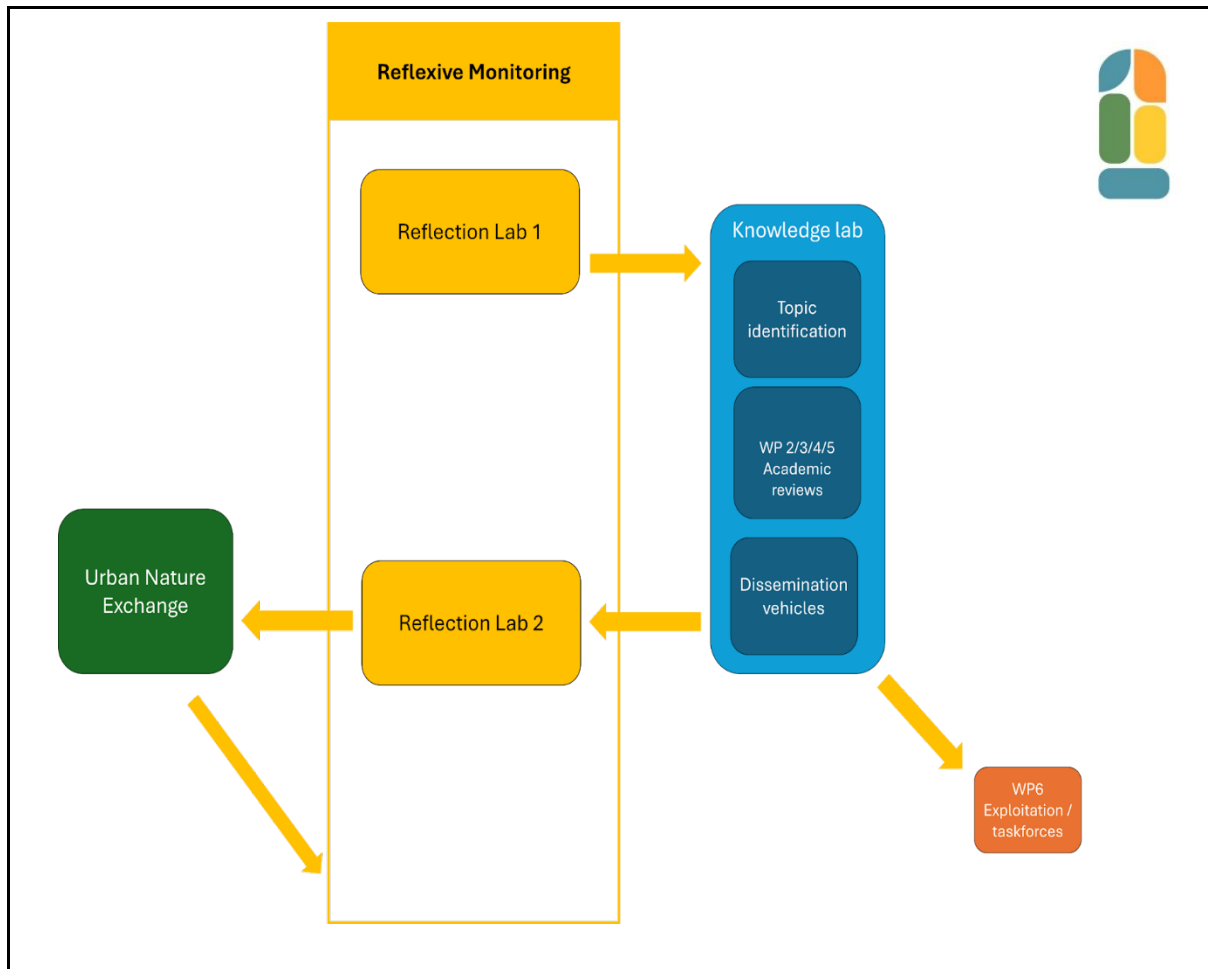 Reflexive Monitoring
Reflection Lab 1
Knowledge lab
Topic
identification
WP 2/3/4/5
Academic
reviews
Dissemination
vehicles
Reflection Lab 2
Urban Nature
Exchange
WP6
Exploitation /
taskforces